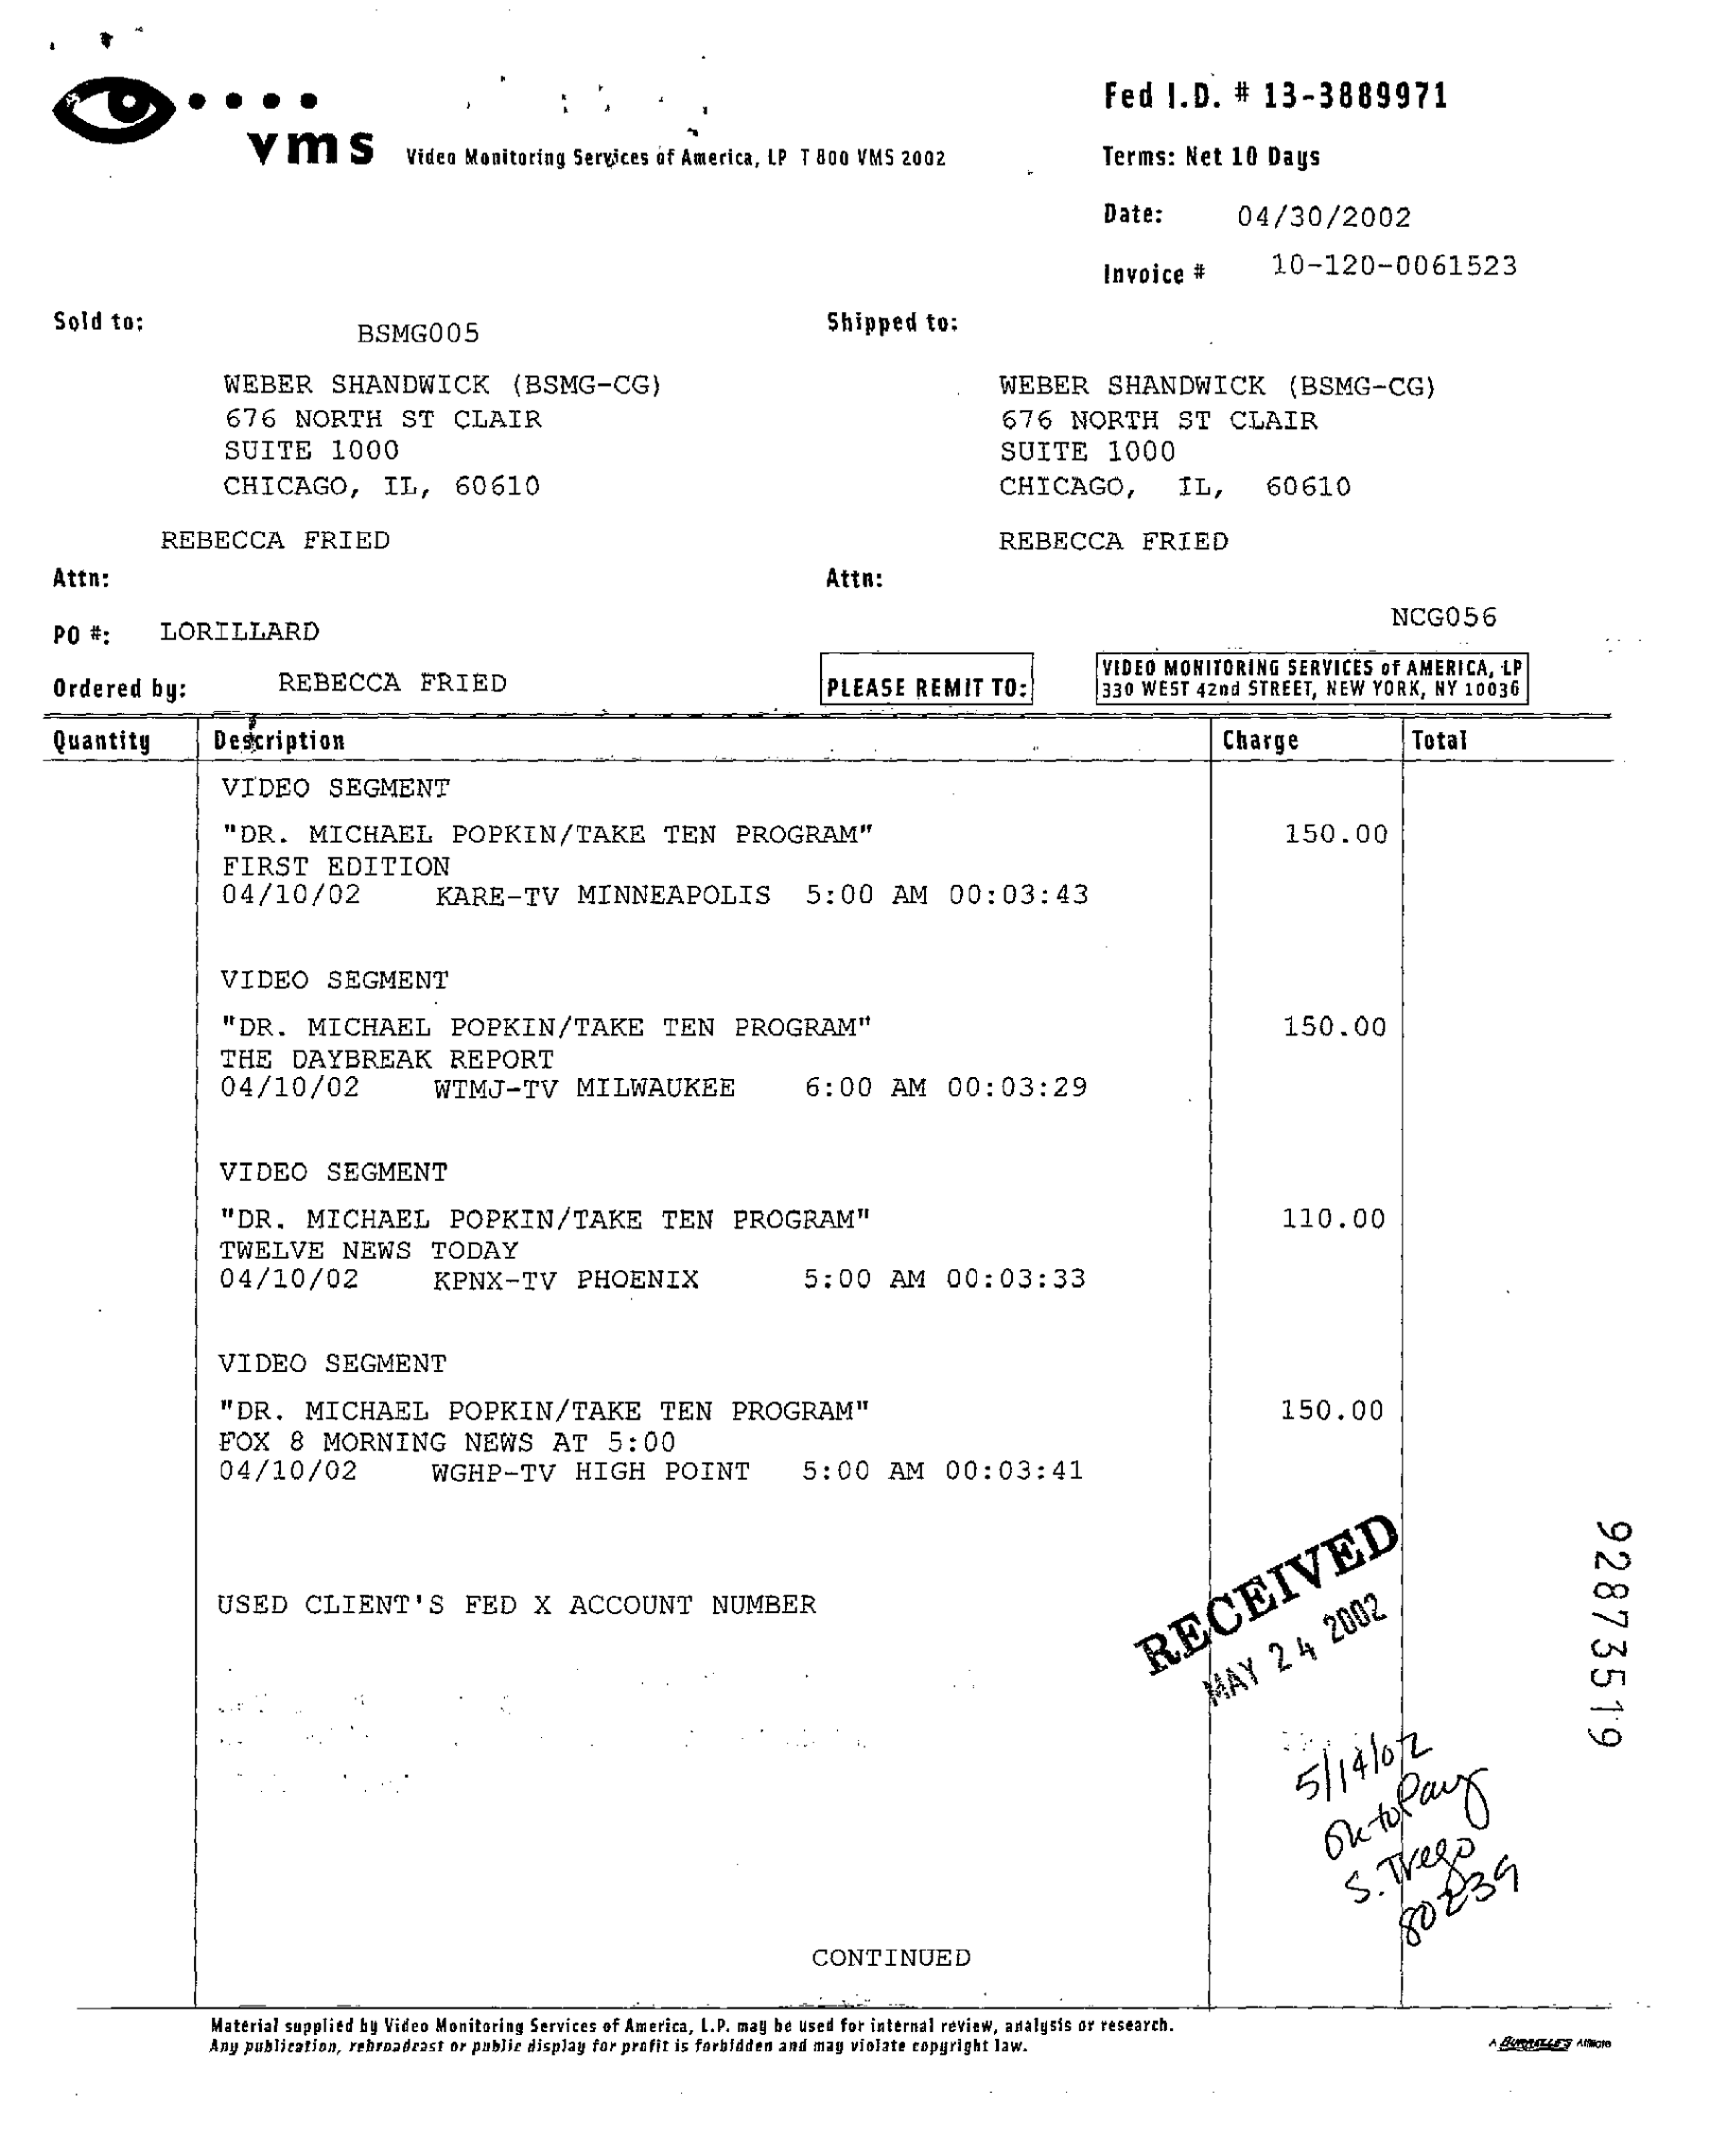 vms Video Monitoring Services of America, LP T 800 VMS 2002
Fed I.D. # 13-3889971
Terms: Net 10 Days
Date: 04/30/2002
Invoice # 10-120-0061523
Sold to: BSMG005
WEBER SHANDWICK (BSMG-CG)
676 NORTH ST CLAIR
SUITE 1000
CHICAGO, IL, 60610
REBECCA FRIED
Attn:
Shipped to:
WEBER SHANDWICK (BSMG-CG)
676 NORTH ST CLAIR
SUITE 1000
CHICAGO, IL, 60610
REBECCA FRIED
Attn:
PO #: LORILLARD
NCG056
Ordered by: REBECCA FRIED
PLEASE REMIT TO:
VIDEO MONITORING SERVICES of AMERICA, LP
330 WEST 42nd STREET, NEW YORK, NY 10036
Quantity Description Charge Total
VIDEO SEGMENT
"DR. MICHAEL POPKIN/TAKE TEN PROGRAM" 150.00
FIRST EDITION
04/10/02 KARE-TV MINNEAPOLIS 5:00 AM 00:03:43
VIDEO SEGMENT
"DR. MICHAEL POPKIN/TAKE TEN PROGRAM" 150.00
THE DAYBREAK REPORT
04/10/02 WTMJ-TV MILWAUKEE 6:00 AM 00:03:29
VIDEO SEGMENT
"DR. MICHAEL POPKIN/TAKE TEN PROGRAM" 110.00
TWELVE NEWS TODAY
04/10/02 KPNX-TV PHOENIX 5:00 AM 00:03:33
VIDEO SEGMENT
"DR. MICHAEL POPKIN/TAKE TEN PROGRAM" 150.00
FOX 8 MORNING NEWS AT 5:00
04/10/02 WGHP-TV HIGH POINT 5:00 AM 00:03:41
USED CLIENT'S FED X ACCOUNT NUMBER
RECEIVED
MAY 24 2002
92873519
5/14/02
Ok to Pay
S. Trego
80239
CONTINUED
Material supplied by Video Monitoring Services of America, L.P. may be used for internal review, analysis or research.
Any publication, rebroadcast or public display for profit is forbidden and may violate copyright law.
A BURRELLE'S Affiliate